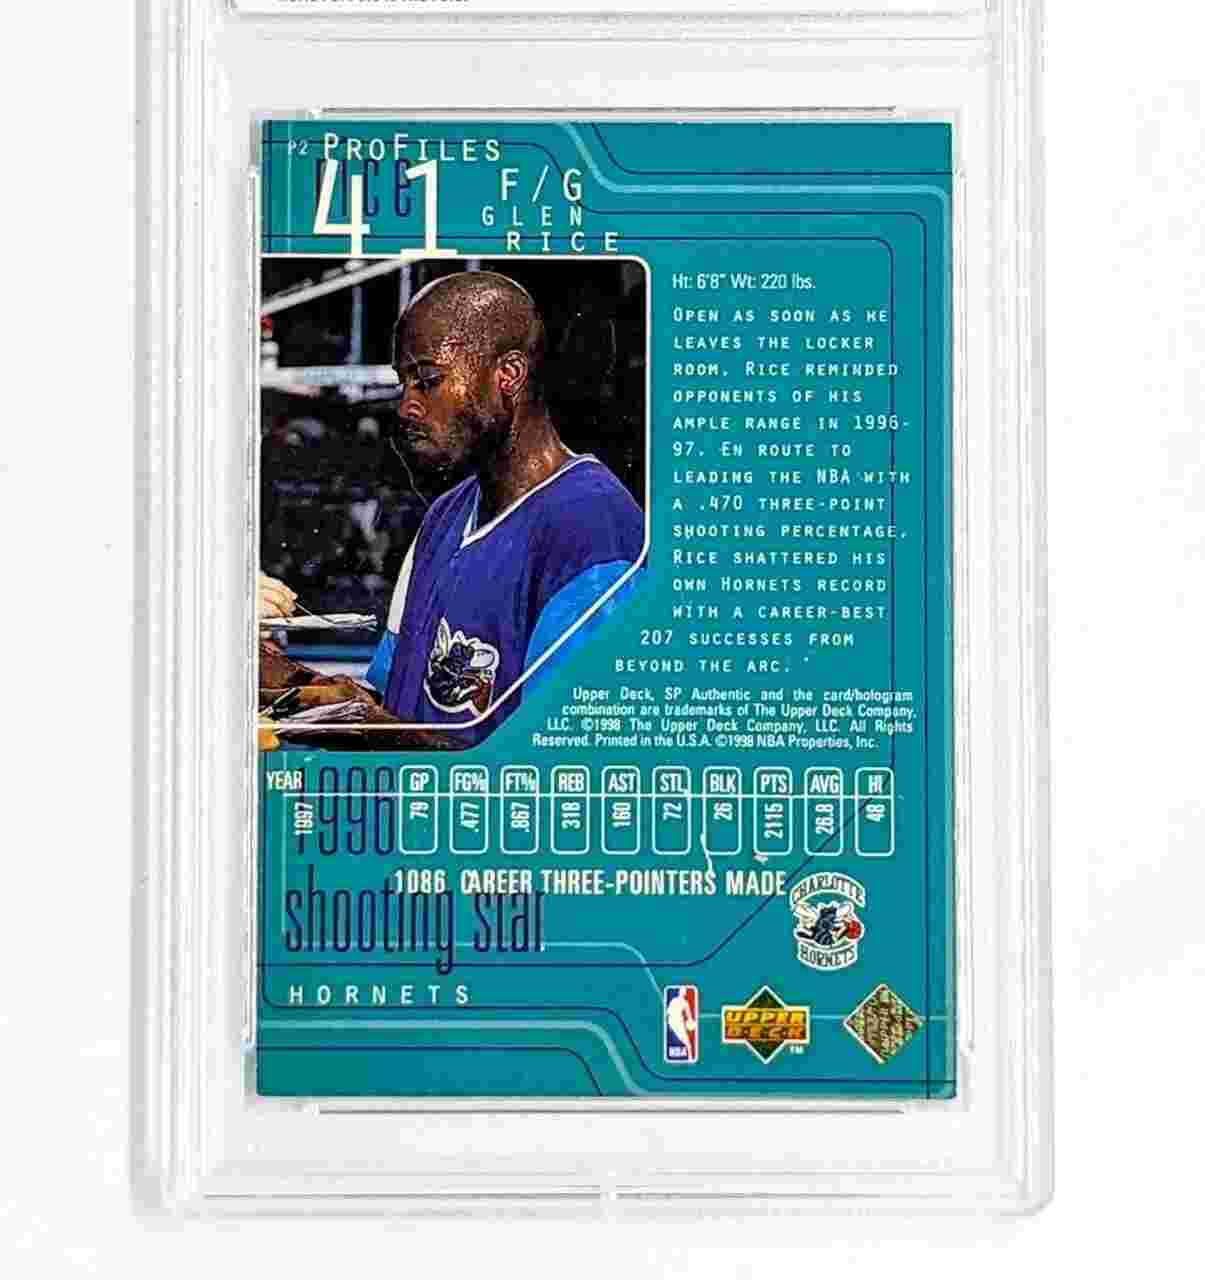 P2 PROFILES
rice
41
F/G
GLEN
RICE
Ht: 6'8" Wt: 220 lbs.
OPEN AS SOON AS HE
LEAVES THE LOCKER
ROOM, RICE REMINDED
OPPONENTS OF HIS
AMPLE RANGE IN 1996-
97. EN ROUTE TO
LEADING THE NBA WITH
A .470 THREE-POINT
SHOOTING PERCENTAGE,
RICE SHATTERED HIS
OWN HORNETS RECORD
WITH A CAREER-BEST
207 SUCCESSES FROM
BEYOND THE ARC.
Upper Deck, SP Authentic and the card/hologram
combination are trademarks of The Upper Deck Company,
LLC. ©1998 The Upper Deck Company, LLC. All Rights
Reserved. Printed in the U.S.A. ©1998 NBA Properties, Inc.
YEAR GP FG% FT% REB AST STL BLK PTS AVG HI
1997 79 .477 .867 318 160 72 26 2115 26.8 48
1996
1086 CAREER THREE-POINTERS MADE
shooting star
CHARLOTTE
HORNETS
HORNETS
NBA
UPPER
DECK
TM